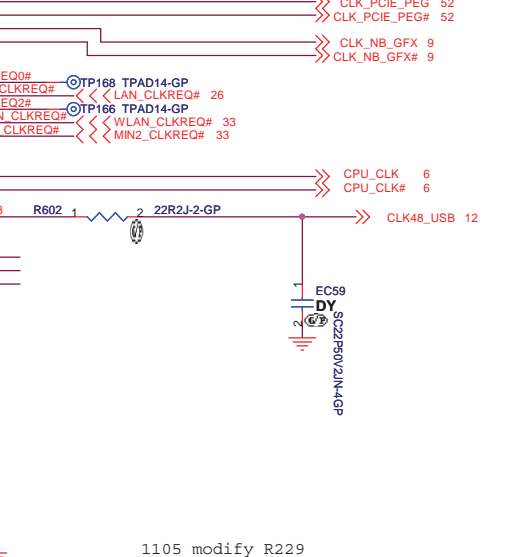 CLK_PCIE_PEG 52
CLK_PCIE_PEG# 52
CLK_NB_GFX 9
CLK_NB_GFX# 9
EQ0# TP168 TPAD14-GP
CLKREQ# LAN_CLKREQ# 26
EQ2# TP166 TPAD14-GP
N_CLKREQ# WLAN_CLKREQ# 33
_CLKREQ# MIN2_CLKREQ# 33
CPU_CLK 6
CPU_CLK# 6
R602 1 2 22R2J-2-GP
CLK48_USB 12
1
EC59
DY
2
SC22P50V2JN-4GP
1105 modify R229